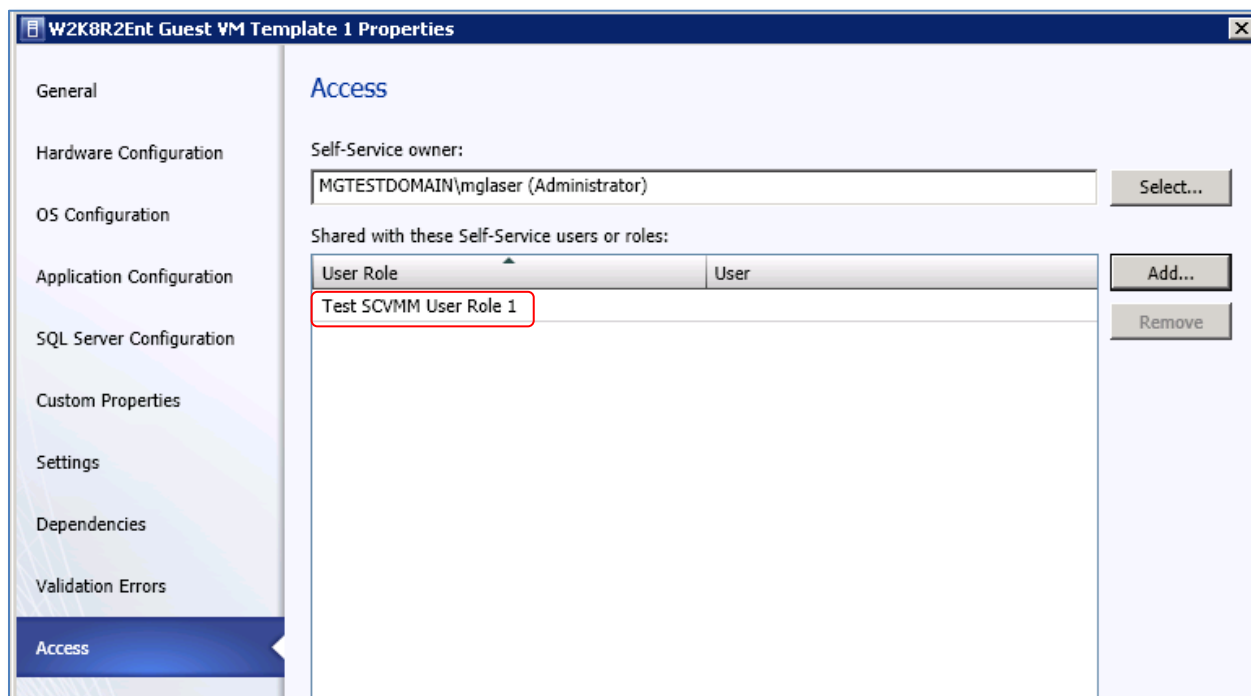 W2K8R2Ent Guest VM Template 1 Properties
General
Hardware Configuration
OS Configuration
Application Configuration
SQL Server Configuration
Custom Properties
Settings
Dependencies
Validation Errors
Access
Access
Self-Service owner:
MGTESTDOMAIN\mglaser (Administrator)
Select...
Shared with these Self-Service users or roles:
User Role User
Add...
Test SCVMM User Role 1
Remove